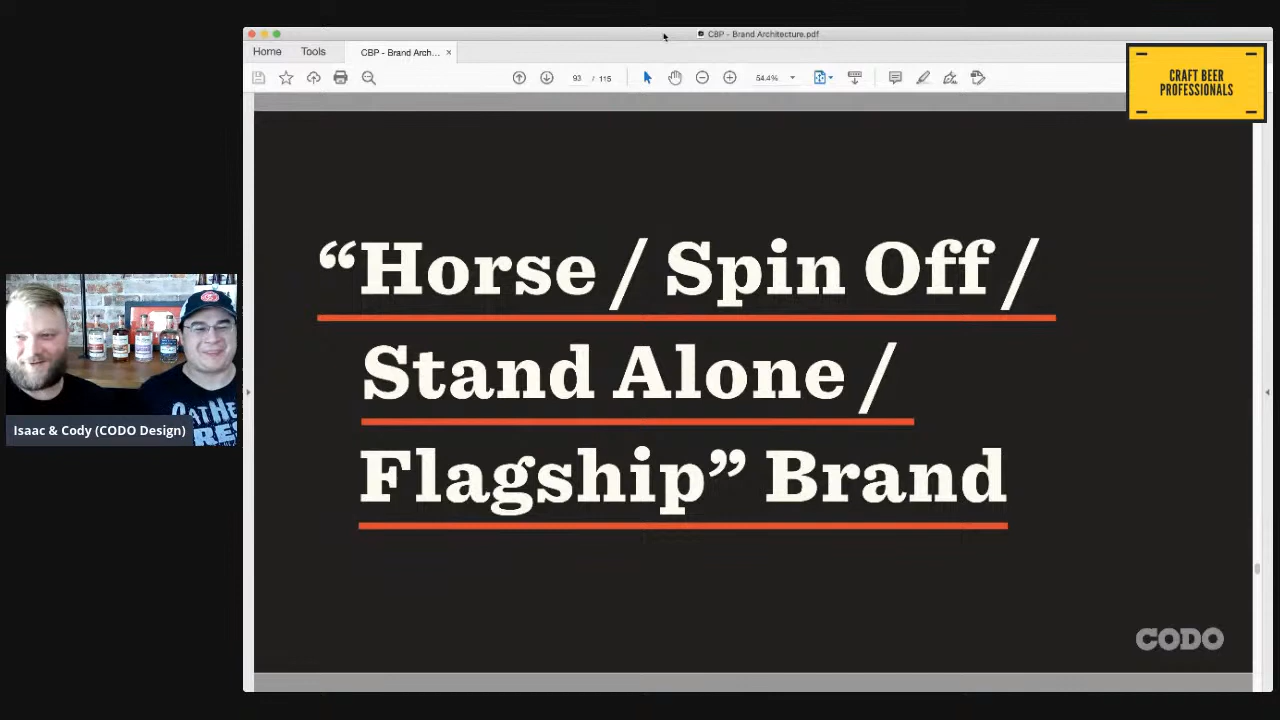 CBP - Brand Architecture.pdf
Home
Tools
CBP - Brand Arch...
93 / 115
54.4%
CRAFT BEER
PROFESSIONALS
“Horse / Spin Off /
Stand Alone /
Flagship” Brand
Isaac & Cody (CODO Design)
CODO